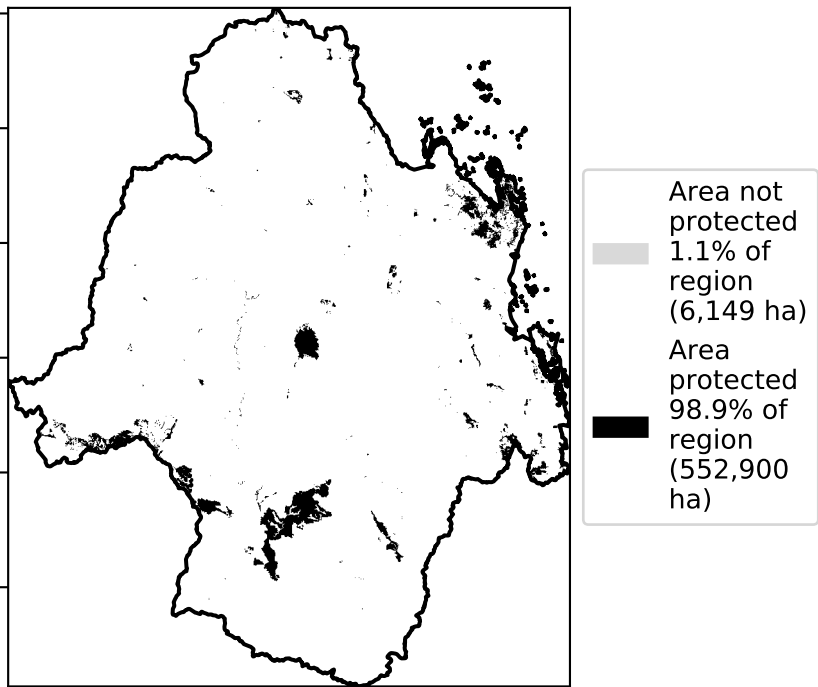 Area not
protected
1.1% of
region
(6,149 ha)
Area
protected
98.9% of
region
(552,900
ha)